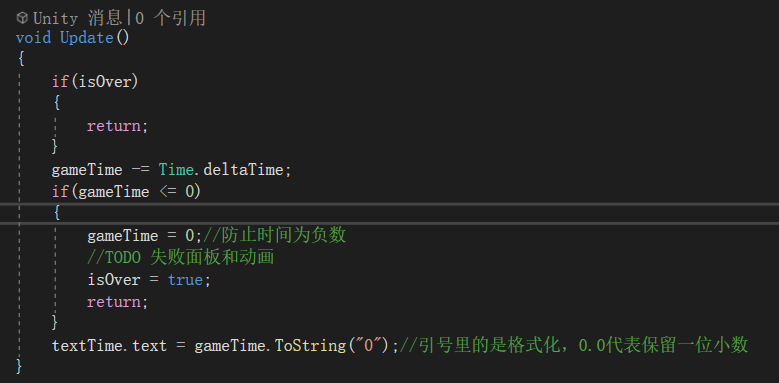 Unity 消息|0 个引用
void Update()
{
if(isOver)
{
return;
}
gameTime -= Time.deltaTime;
if(gameTime <= 0)
{
gameTime = 0;//防止时间为负数
//TODO 失败面板和动画
isOver = true;
return;
}
textTime.text = gameTime.ToString("0");//引号里的是格式化，0.0代表保留一位小数
}